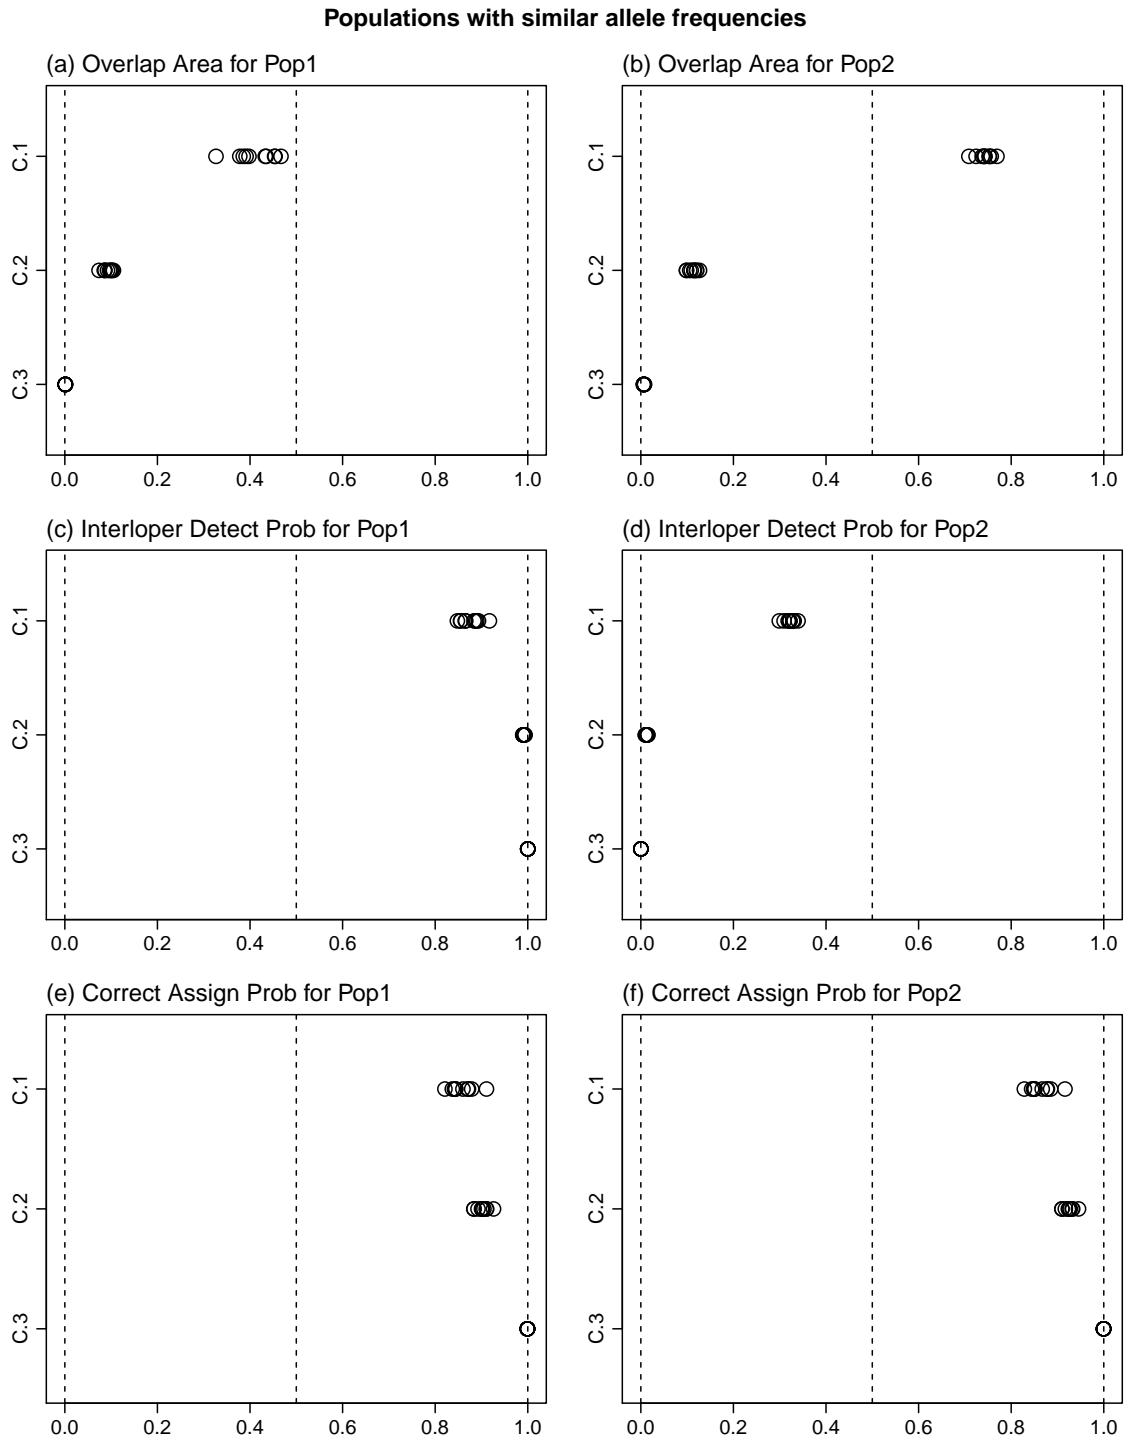 Populations with similar allele frequencies
(a) Overlap Area for Pop1
C.1
C.2
C.3
0.0 0.2 0.4 0.6 0.8 1.0
(b) Overlap Area for Pop2
C.1
C.2
C.3
0.0 0.2 0.4 0.6 0.8 1.0
(c) Interloper Detect Prob for Pop1
C.1
C.2
C.3
0.0 0.2 0.4 0.6 0.8 1.0
(d) Interloper Detect Prob for Pop2
C.1
C.2
C.3
0.0 0.2 0.4 0.6 0.8 1.0
(e) Correct Assign Prob for Pop1
C.1
C.2
C.3
0.0 0.2 0.4 0.6 0.8 1.0
(f) Correct Assign Prob for Pop2
C.1
C.2
C.3
0.0 0.2 0.4 0.6 0.8 1.0